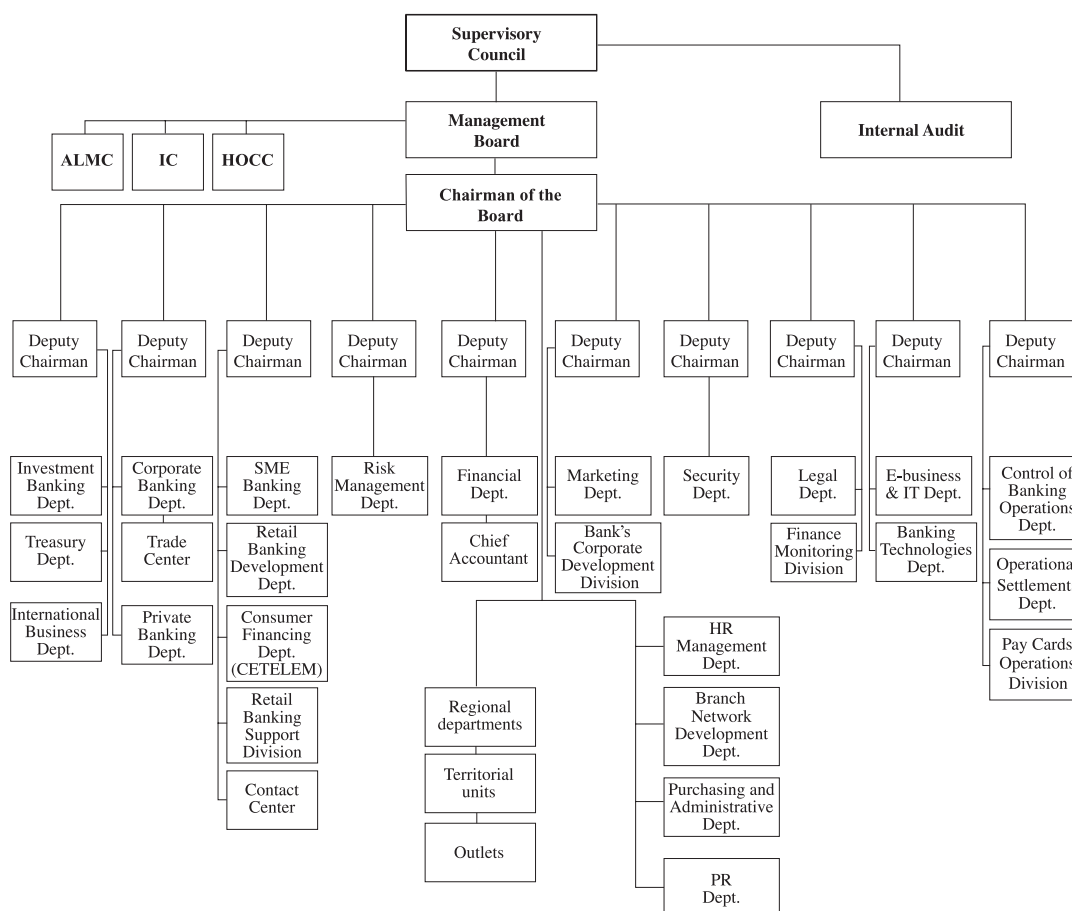 Supervisory
Council
Management
Board
Internal Audit
ALMC
IC
HOCC
Chairman of the
Board
Deputy
Chairman
Deputy
Chairman
Deputy
Chairman
Deputy
Chairman
Deputy
Chairman
Deputy
Chairman
Deputy
Chairman
Deputy
Chairman
Deputy
Chairman
Deputy
Chairman
Investment
Banking
Dept.
Corporate
Banking
Dept.
SME
Banking
Dept.
Risk
Management
Dept.
Financial
Dept.
Marketing
Dept.
Security
Dept.
Legal
Dept.
E-business
& IT Dept.
Control of
Banking
Operations
Dept.
Treasury
Dept.
Trade
Center
Retail
Banking
Development
Dept.
Chief
Accountant
Bank's
Corporate
Development
Division
Finance
Monitoring
Division
Banking
Technologies
Dept.
Operational
Settlement
Dept.
International
Business
Dept.
Private
Banking
Dept.
Consumer
Financing
Dept.
(CETELEM)
HR
Management
Dept.
Pay Cards
Operations
Division
Retail
Banking
Support
Division
Regional
departments
Branch
Network
Development
Dept.
Contact
Center
Territorial
units
Purchasing and
Administrative
Dept.
Outlets
PR
Dept.